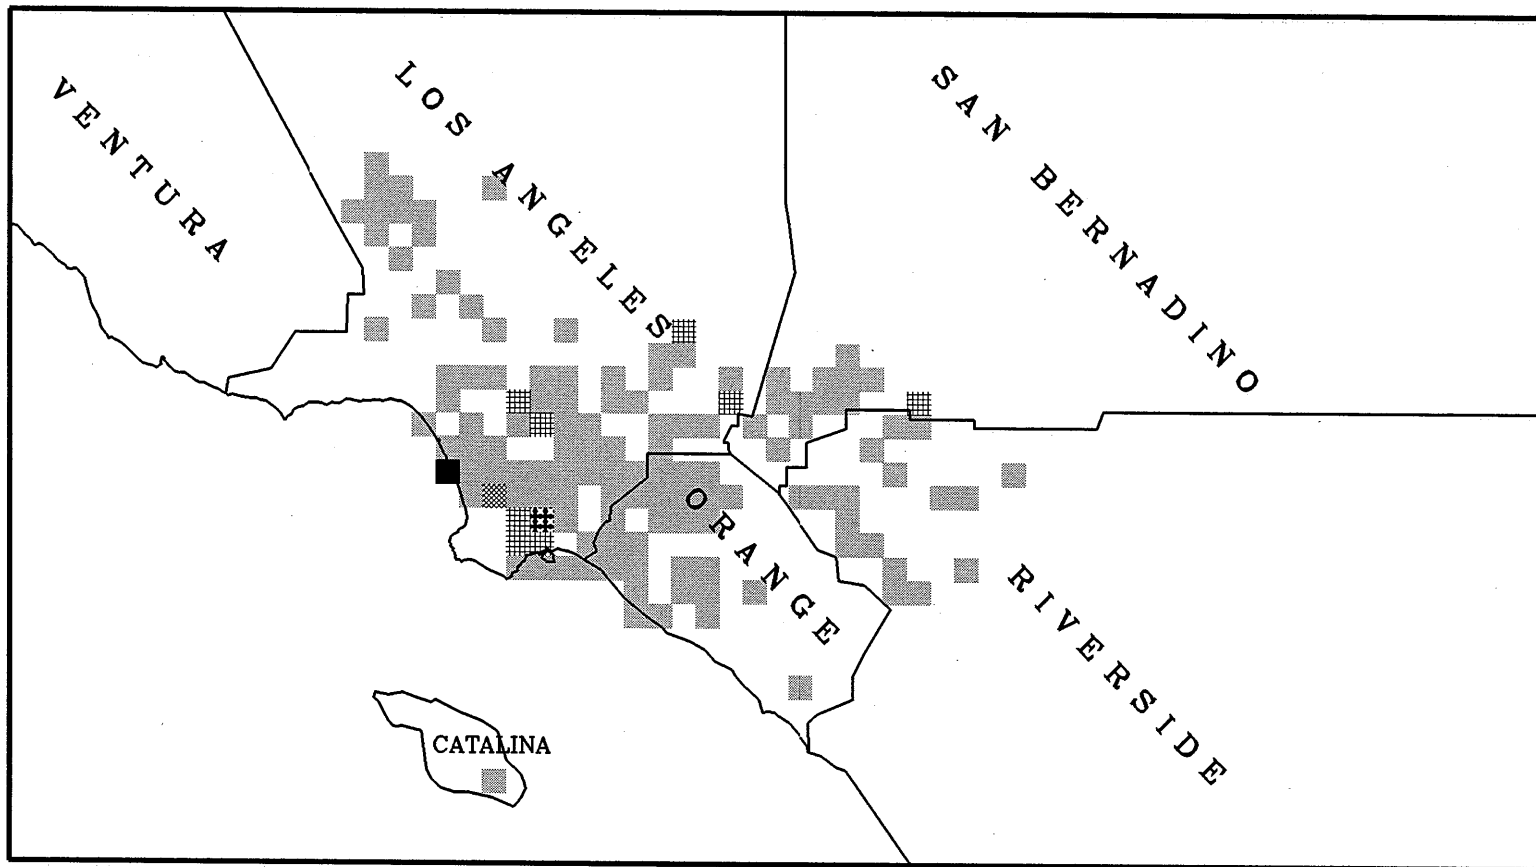 VENTURA
LOS ANGELES
SAN BERNADINO
ORANGE
RIVERSIDE
CATALINA